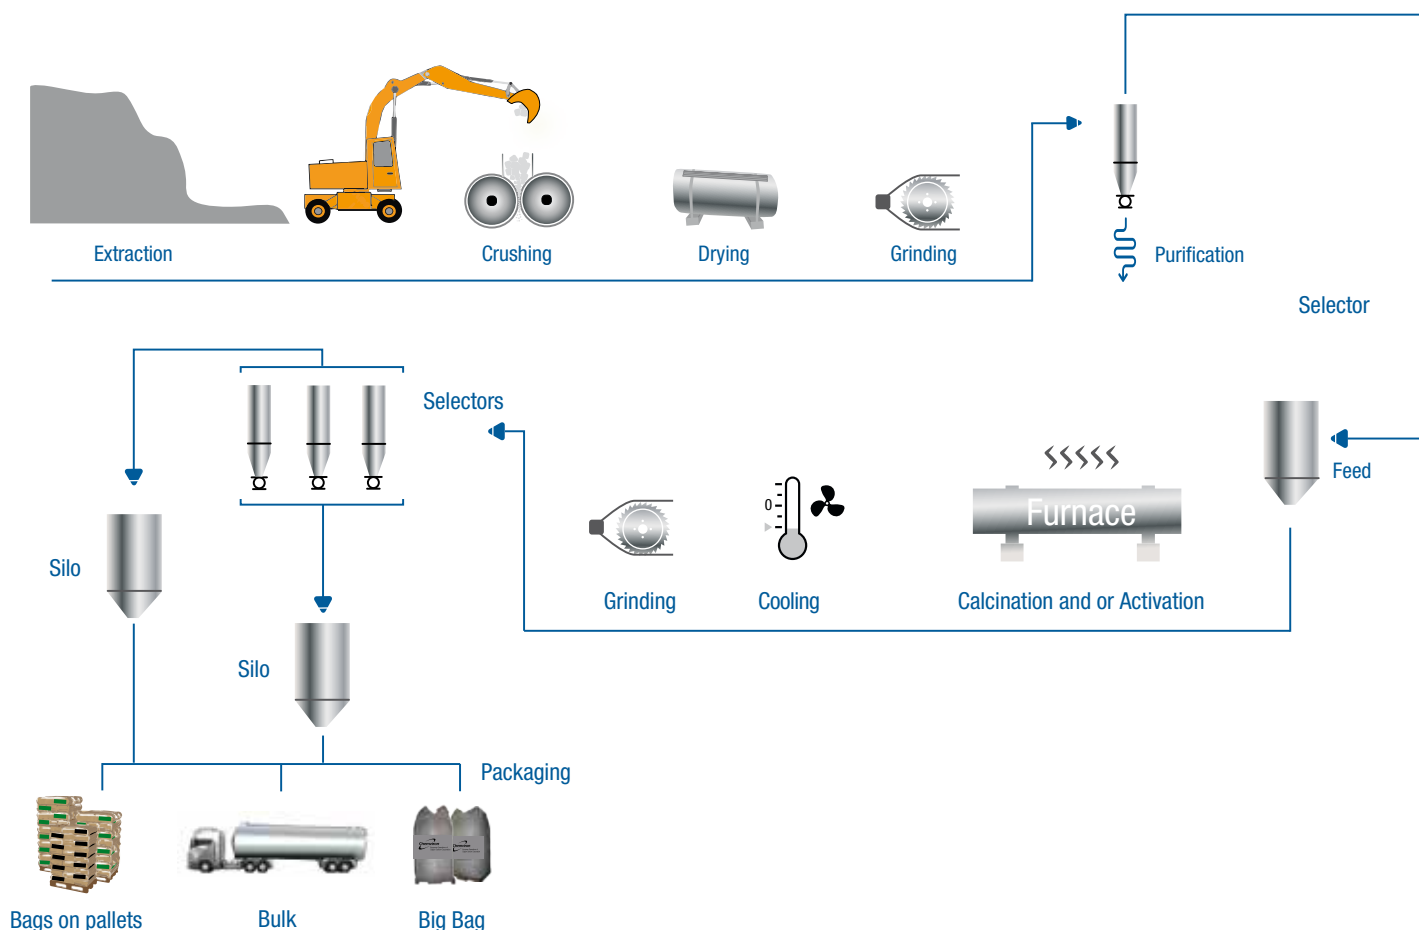 Extraction
Crushing
Drying
Grinding
Purification
Selector
Selectors
Feed
0
Furnace
Silo
Grinding
Cooling
Calcination and or Activation
Silo
Packaging
Bags on pallets
Bulk
Big Bag